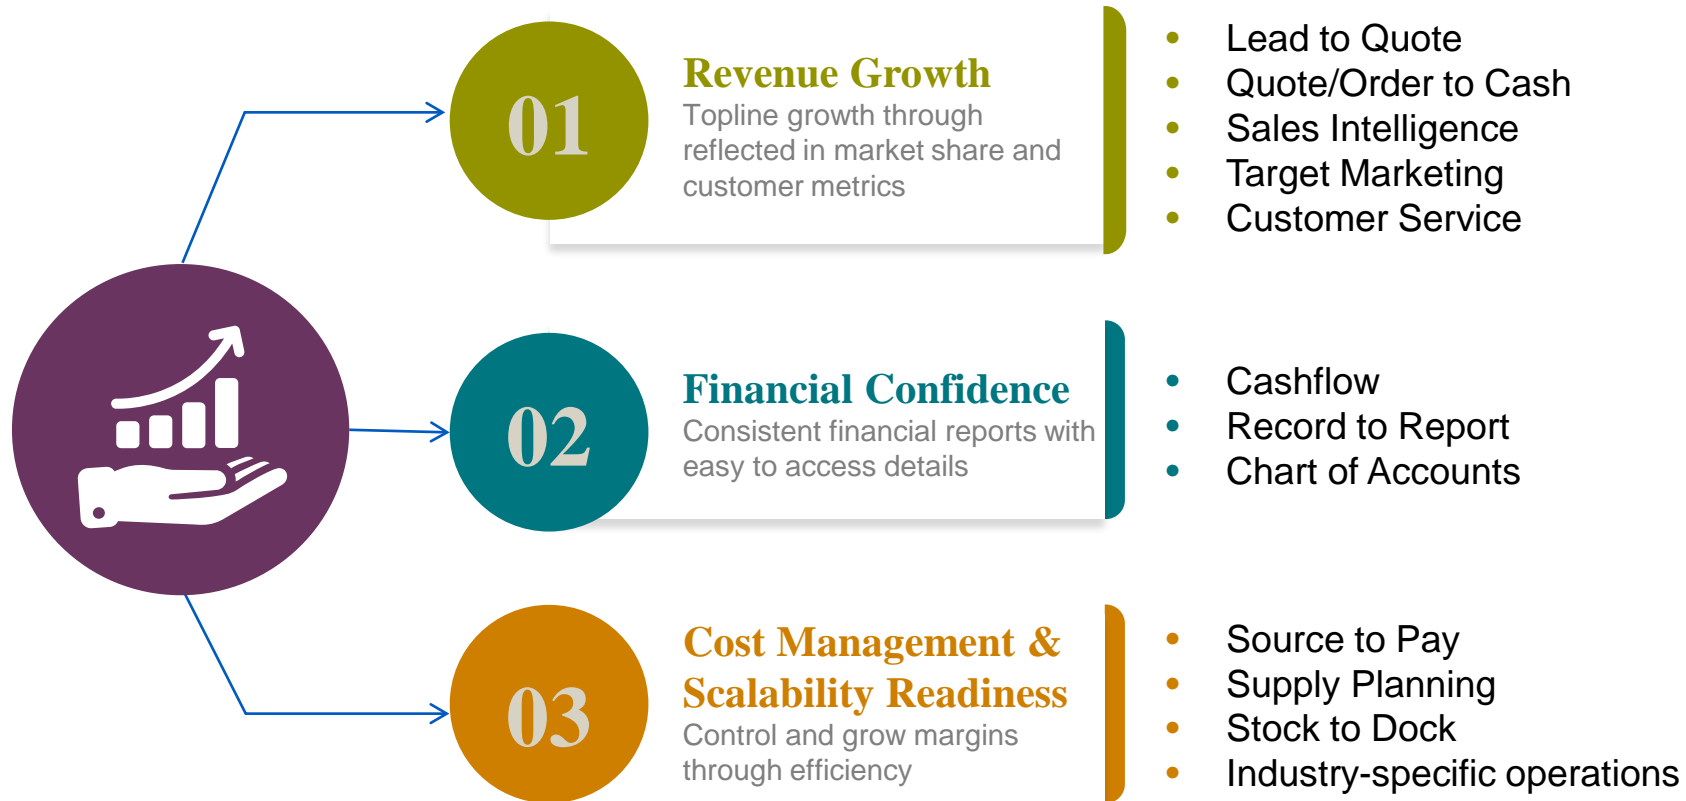 01
Revenue Growth
Topline growth through
reflected in market share and
customer metrics
• Lead to Quote
• Quote/Order to Cash
• Sales Intelligence
• Target Marketing
• Customer Service
02
Financial Confidence
Consistent financial reports with
easy to access details
• Cashflow
• Record to Report
• Chart of Accounts
03
Cost Management &
Scalability Readiness
Control and grow margins
through efficiency
• Source to Pay
• Supply Planning
• Stock to Dock
• Industry-specific operations